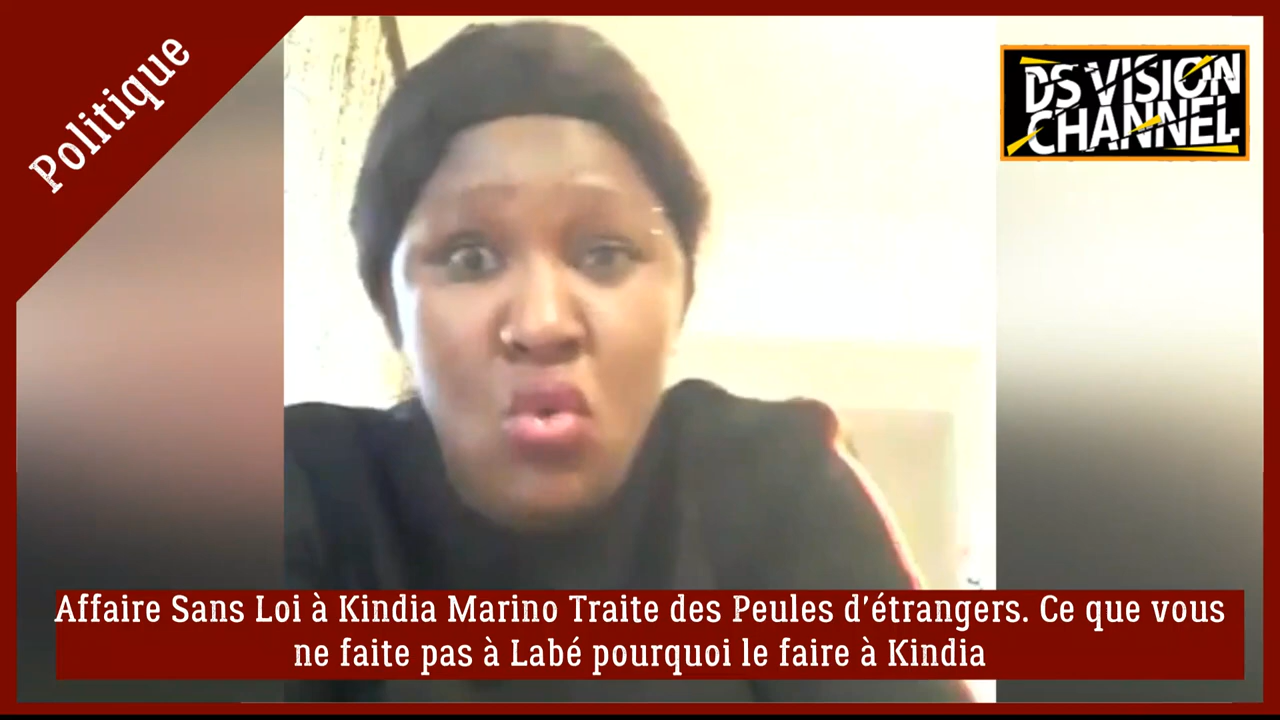 Politique
DS VISION
CHANNEL
Affaire Sans Loi à Kindia Marino Traite des Peules d'étrangers. Ce que vous
ne faite pas à Labé pourquoi le faire à Kindia